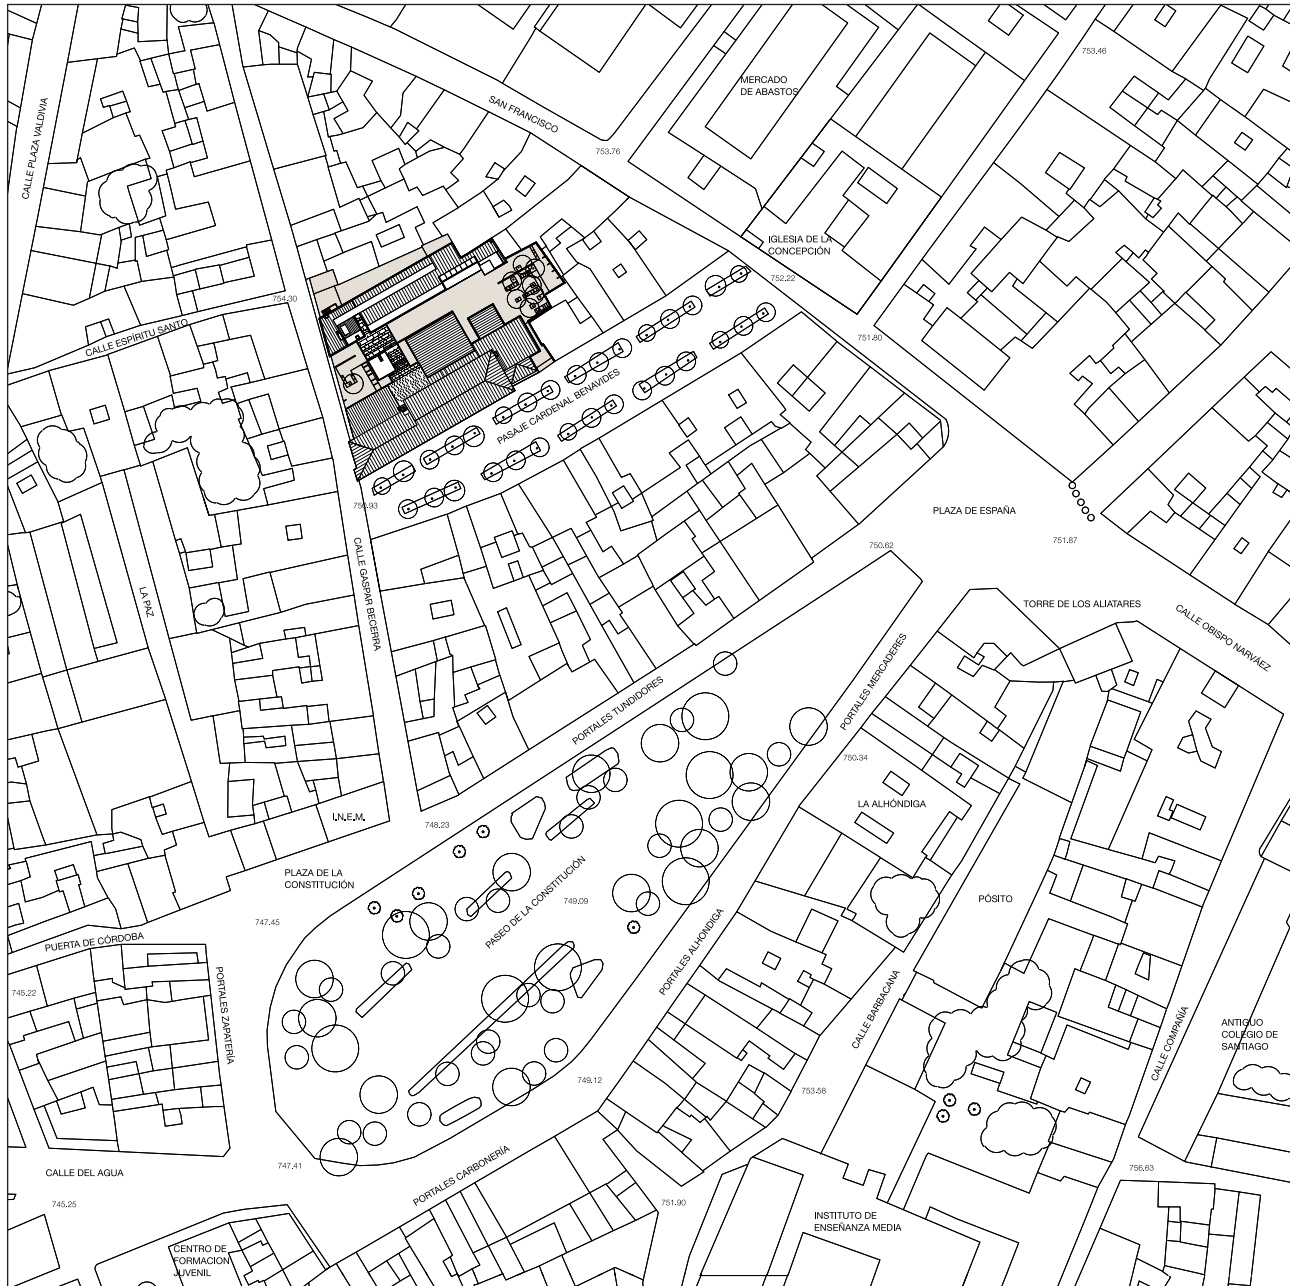 753.46
MERCADO
DE ABASTOS
SAN FRANCISCO
CALLE PLAZA VALDIVIA
753.76
IGLESIA DE LA
CONCEPCIÓN
752.22
754.30
CALLE ESPÍRITU SANTO
751.80
PASAJE CARDENAL BENAVIDES
750.93
PLAZA DE ESPAÑA
751.87
750.62
CALLE GASPAR BECERRA
LA PAZ
TORRE DE LOS ALIATARES
CALLE OBISPO NARVÁEZ
PORTALES TUNDIDORES
PORTALES MERCADERES
750.34
LA ALHÓNDIGA
I.N.E.M.
748.23
PLAZA DE LA
CONSTITUCIÓN
PASEO DE LA CONSTITUCIÓN
749.09
PÓSITO
747.45
PUERTA DE CÓRDOBA
745.22
PORTALES ZAPATERÍA
PORTALES ALHONDIGA
CALLE BARBACANA
CALLE COMPAÑÍA
ANTIGUO
COLEGIO DE
SANTIAGO
749.12
753.58
747.41
CALLE DEL AGUA
PORTALES CARBONERÍA
756.63
745.25
751.90
INSTITUTO DE
ENSEÑANZA MEDIA
CENTRO DE
FORMACION
JUVENIL